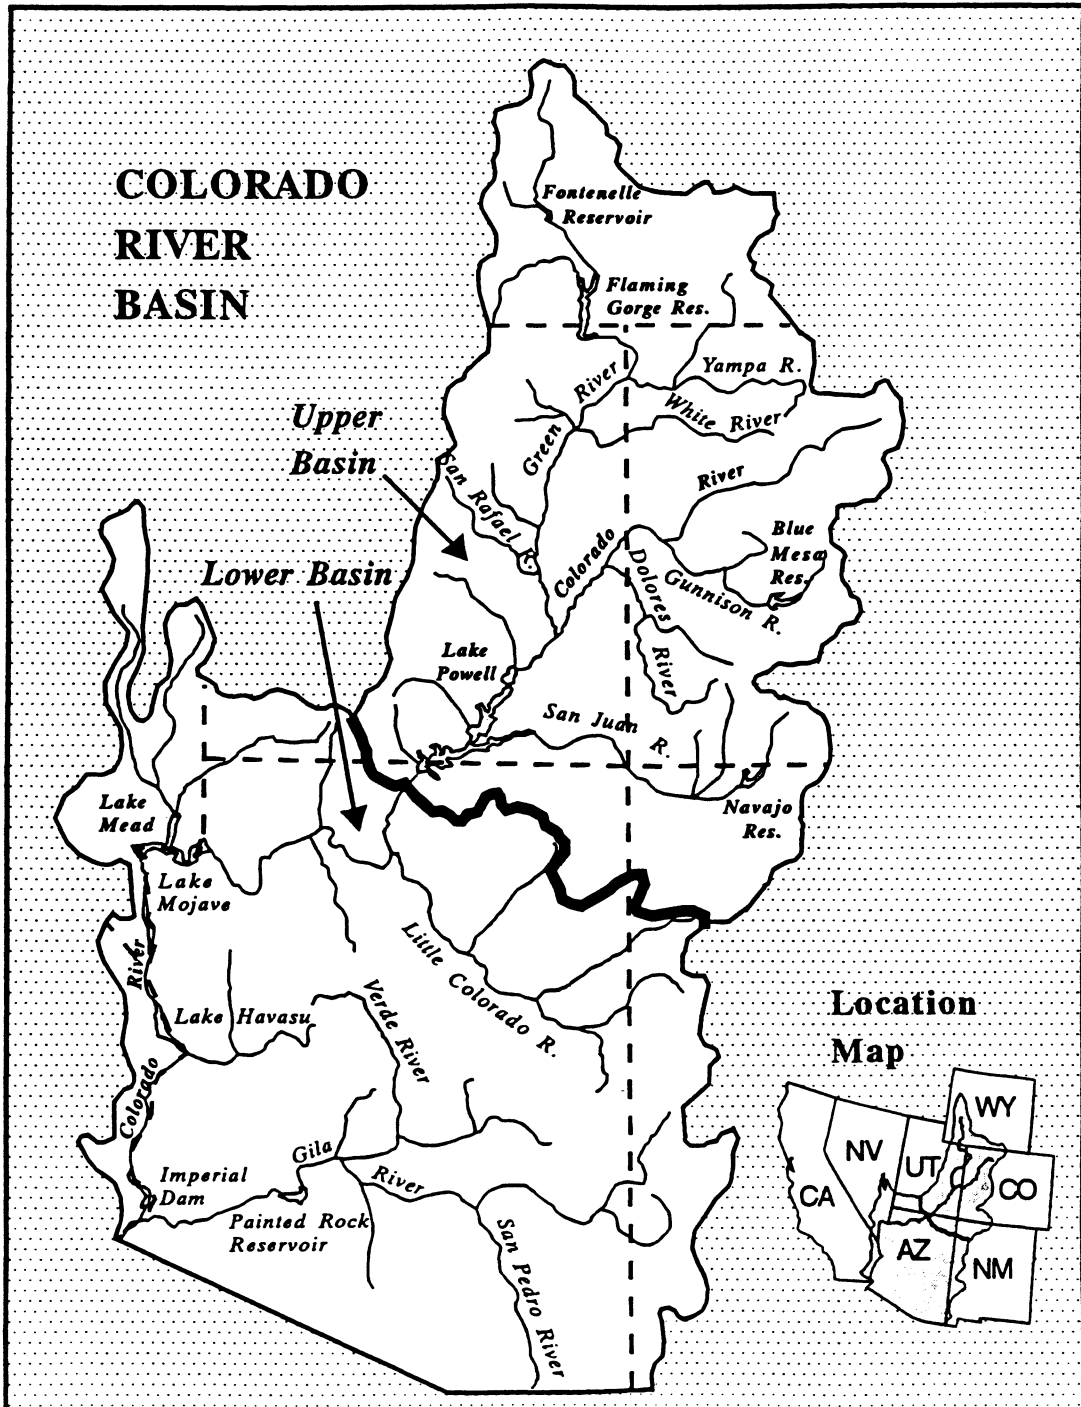 COLORADO
RIVER
BASIN
Fontenelle
Reservoir
Flaming
Gorge Res.
Yampa R.
White River
Green River
Upper
Basin
San Rafael R.
River
Colorado
Blue
Mesa
Res.
Gunnison R.
Dolores
River
Lower Basin
Lake
Powell
San Juan R.
Navajo
Res.
Lake
Mead
Lake
Mojave
River
Little Colorado R.
Lake Havasu
Verde River
Colorado
Gila
River
Imperial
Dam
Painted Rock
Reservoir
San Pedro River
Location
Map
WY
NV
UT
CO
CA
AZ
NM